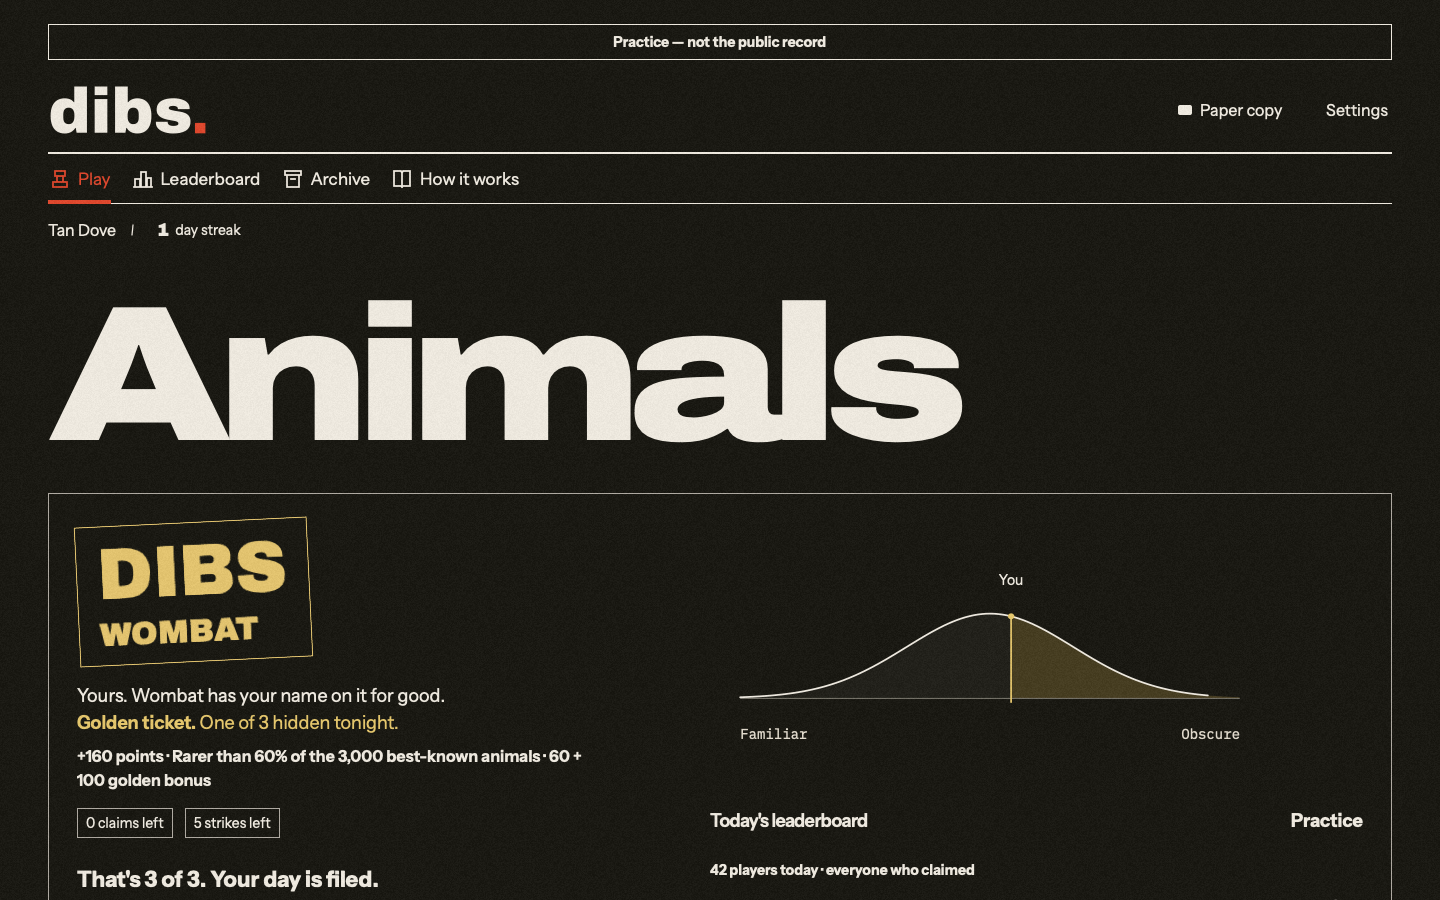 Practice — not the public record
dibs.
Paper copy
Settings
Play
Leaderboard
Archive
How it works
Tan Dove / 1 day streak
Animals
DIBS
WOMBAT
Yours. Wombat has your name on it for good.
Golden ticket. One of 3 hidden tonight.
+160 points · Rarer than 60% of the 3,000 best-known animals · 60 +
100 golden bonus
0 claims left
5 strikes left
That's 3 of 3. Your day is filed.
You
Familiar
Obscure
Today's leaderboard
Practice
42 players today · everyone who claimed